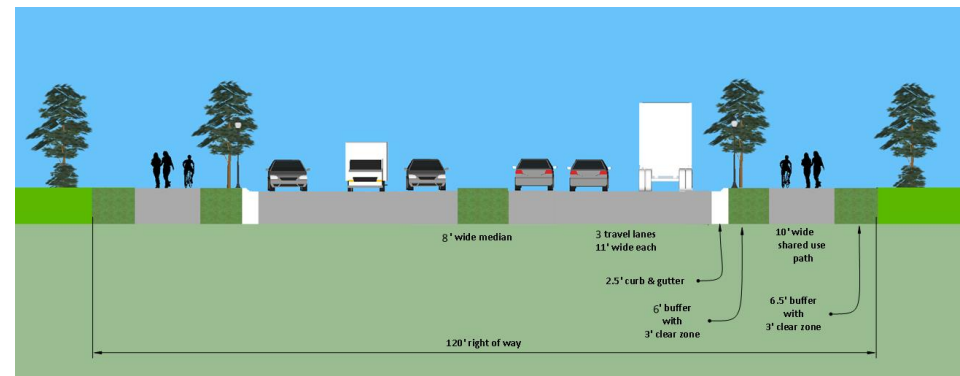 8' wide median
3 travel lanes
11' wide each
10' wide
shared use
path
2.5' curb & gutter
6' buffer
with
3' clear zone
6.5' buffer
with
3' clear zone
120' right of way